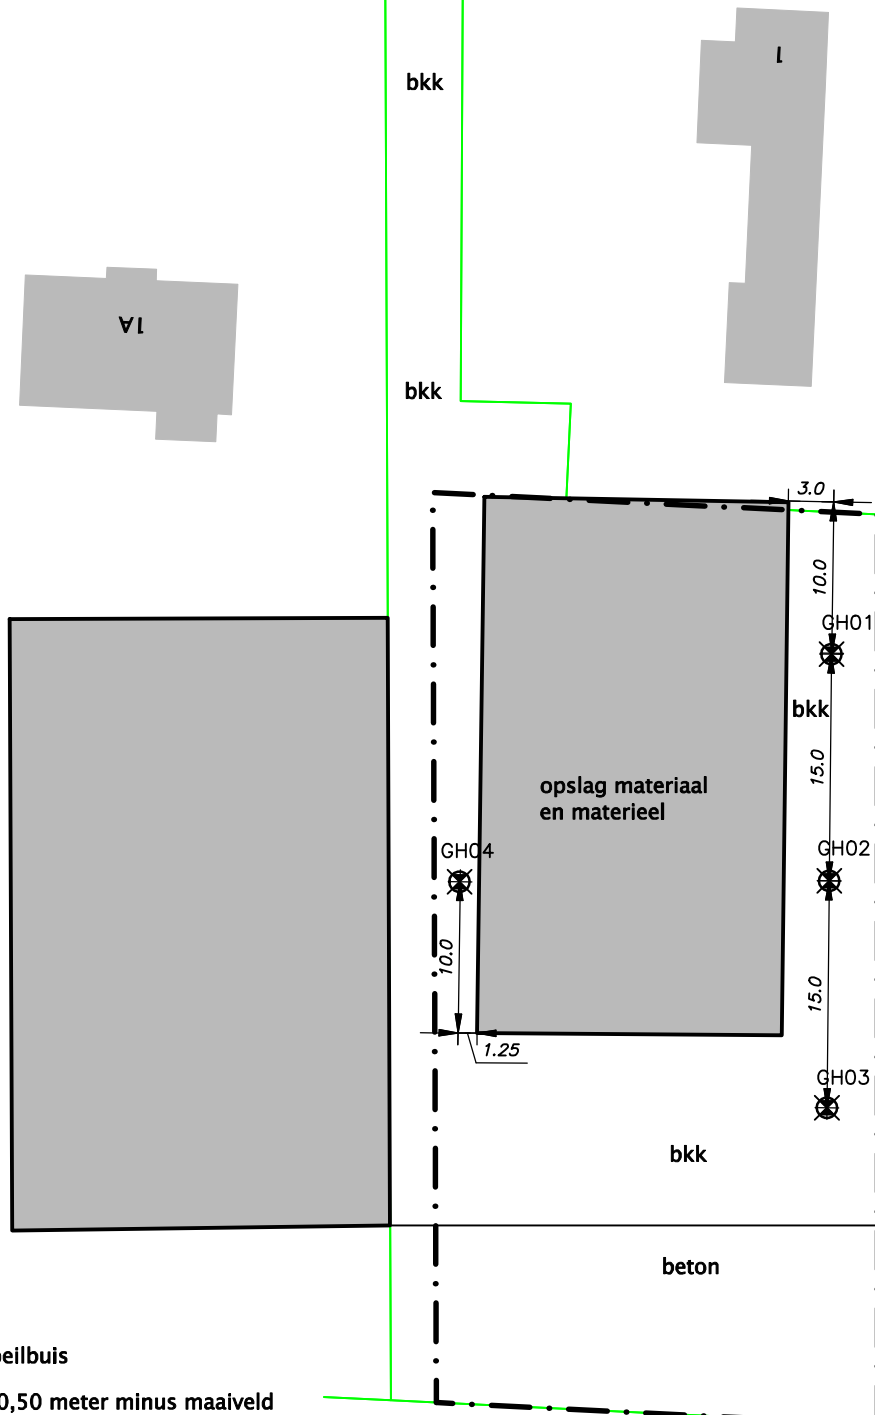 bkk
1
1A
bkk
3.0
10.0
GH01
bkk
15.0
opslag materiaal
en materieel
GH04
GH02
10.0
15.0
1.25
GH03
bkk
beton
eilbuis
0,50 meter minus maaiveld